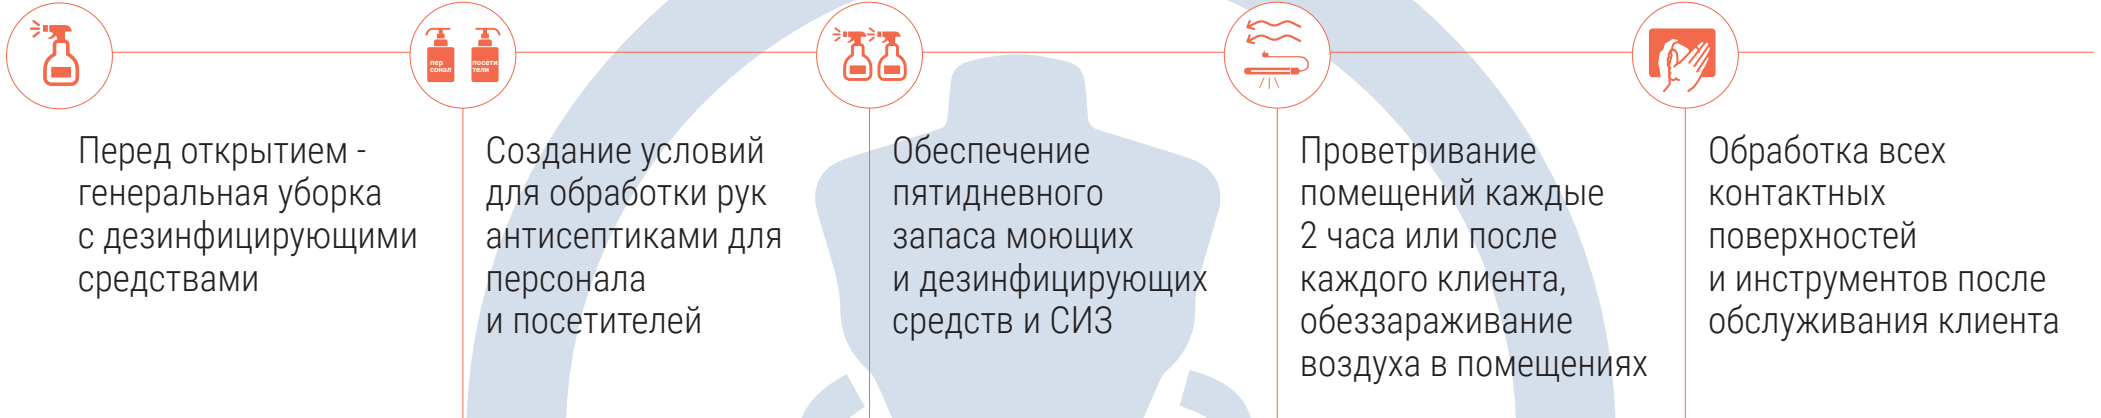 пер
сонал
посети
тели
Перед открытием -
генеральная уборка
с дезинфицирующими
средствами
Создание условий
для обработки рук
антисептиками для
персонала
и посетителей
Обеспечение
пятидневного
запаса моющих
и дезинфицирующих
средств и СИЗ
Проветривание
помещений каждые
2 часа или после
каждого клиента,
обеззараживание
воздуха в помещениях
Обработка всех
контактных
поверхностей
и инструментов после
обслуживания клиента